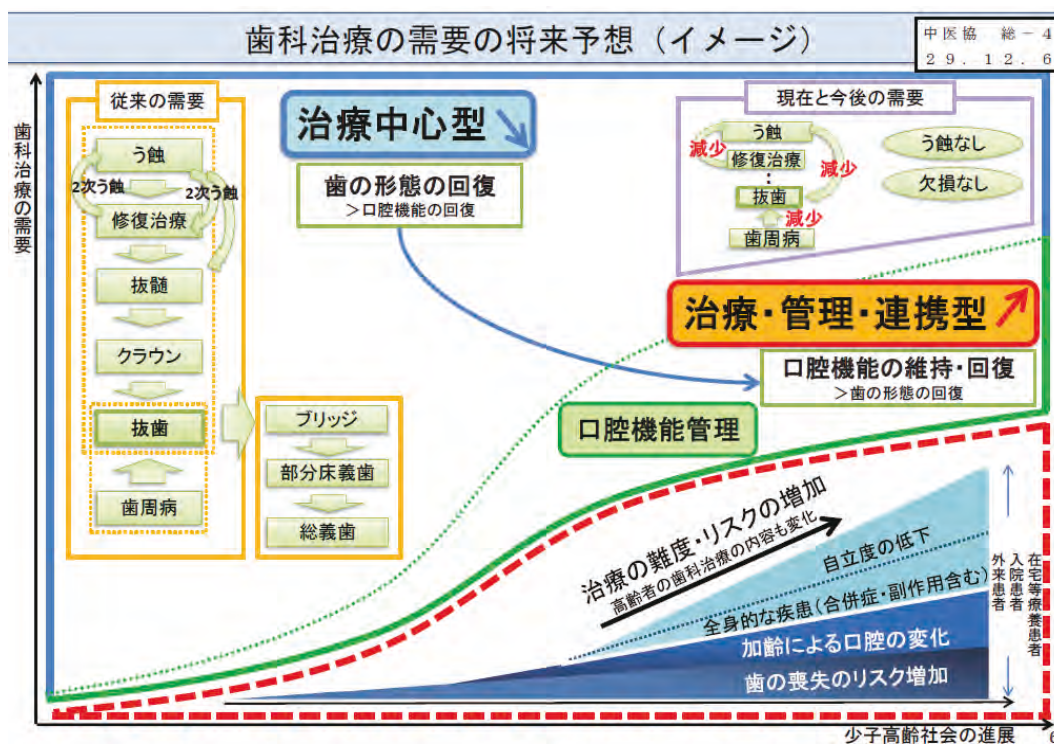 歯科治療の需要の将来予想（イメージ）
中医協 総－４
２９．１２．６
歯科治療の需要
従来の需要
う蝕
2次う蝕
2次う蝕
修復治療
抜髄
クラウン
抜歯
歯周病
ブリッジ
部分床義歯
総義歯
治療中心型
歯の形態の回復
＞口腔機能の回復
現在と今後の需要
う蝕
減少
修復治療
減少
抜歯
減少
歯周病
う蝕なし
欠損なし
治療・管理・連携型
口腔機能の維持・回復
＞歯の形態の回復
口腔機能管理
治療の難度・リスクの増加
高齢者の歯科治療の内容も変化
自立度の低下
全身的な疾患（合併症・副作用含む）
加齢による口腔の変化
歯の喪失のリスク増加
在宅等療養患者
入院患者
外来患者
少子高齢社会の進展
6